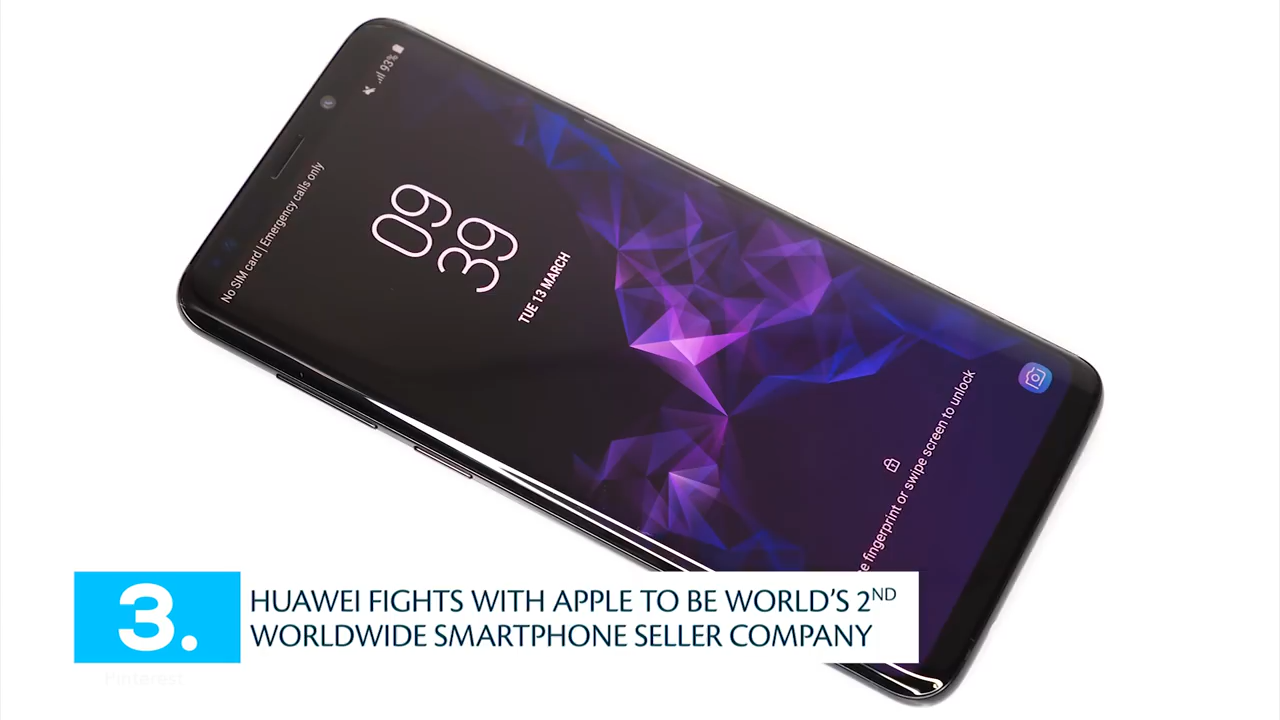 93%
No SIM card | Emergency calls only
09
39
TUE 13 MARCH
e fingerprint or swipe screen to unlock
3.
HUAWEI FIGHTS WITH APPLE TO BE WORLD'S 2ND
WORLDWIDE SMARTPHONE SELLER COMPANY
Pinterest